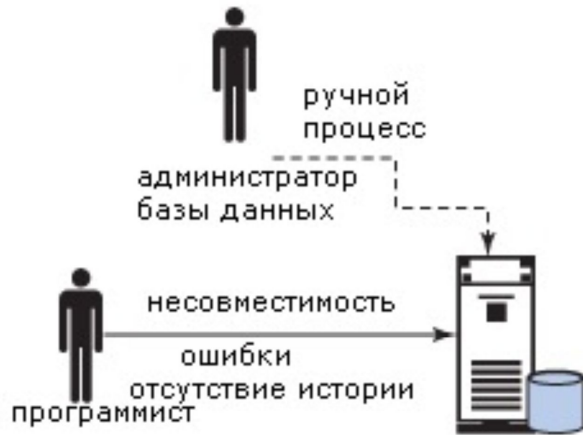 ручной
процесс
администратор
базы данных
несовместимость
ошибки
отсутствие истории
программист